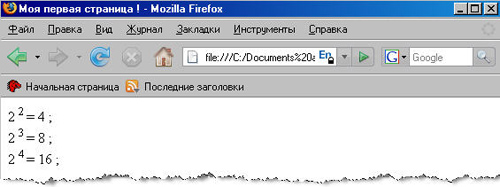 Моя первая страница ! - Mozilla Firefox
Файл Правка Вид Журнал Закладки Инструменты Справка
file:///C:/Documents%20a En G Google
Начальная страница Последние заголовки
2 2 = 4 ;
2 3 = 8 ;
2 4 = 16 ;